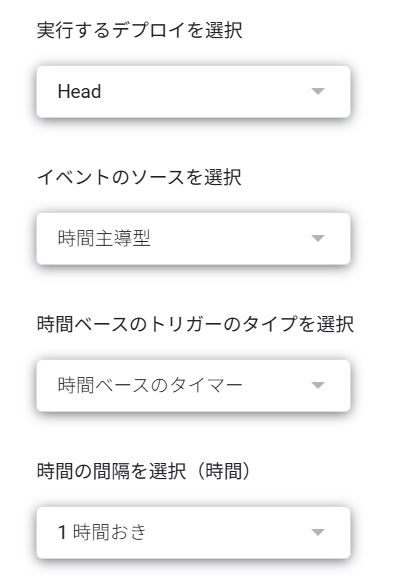 実行するデプロイを選択
Head
イベントのソースを選択
時間主導型
時間ベースのトリガーのタイプを選択
時間ベースのタイマー
時間の間隔を選択（時間）
1 時間おき